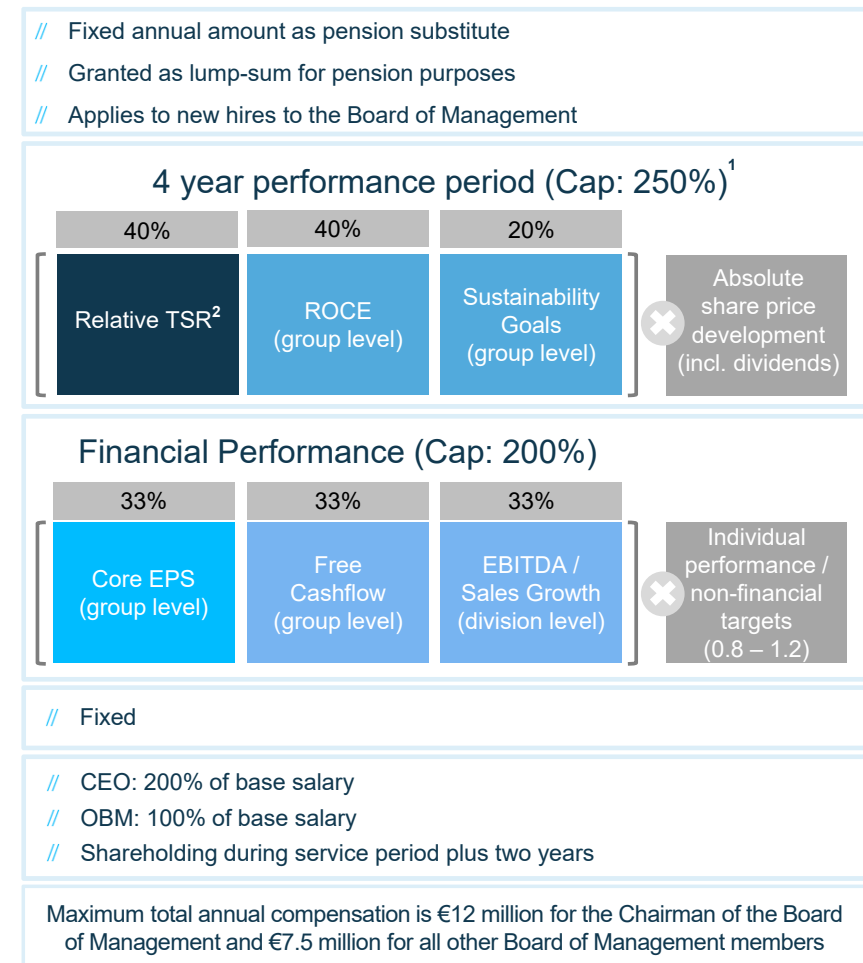 // Fixed annual amount as pension substitute
// Granted as lump-sum for pension purposes
// Applies to new hires to the Board of Management
4 year performance period (Cap: 250%)¹
40%
40%
20%
Relative TSR²
ROCE
(group level)
Sustainability
Goals
(group level)
Absolute
share price
development
(incl. dividends)
Financial Performance (Cap: 200%)
33%
33%
33%
Core EPS
(group level)
Free
Cashflow
(group level)
EBITDA /
Sales Growth
(division level)
Individual
performance /
non-financial
targets
(0.8 – 1.2)
// Fixed
// CEO: 200% of base salary
// OBM: 100% of base salary
// Shareholding during service period plus two years
Maximum total annual compensation is €12 million for the Chairman of the Board
of Management and €7.5 million for all other Board of Management members